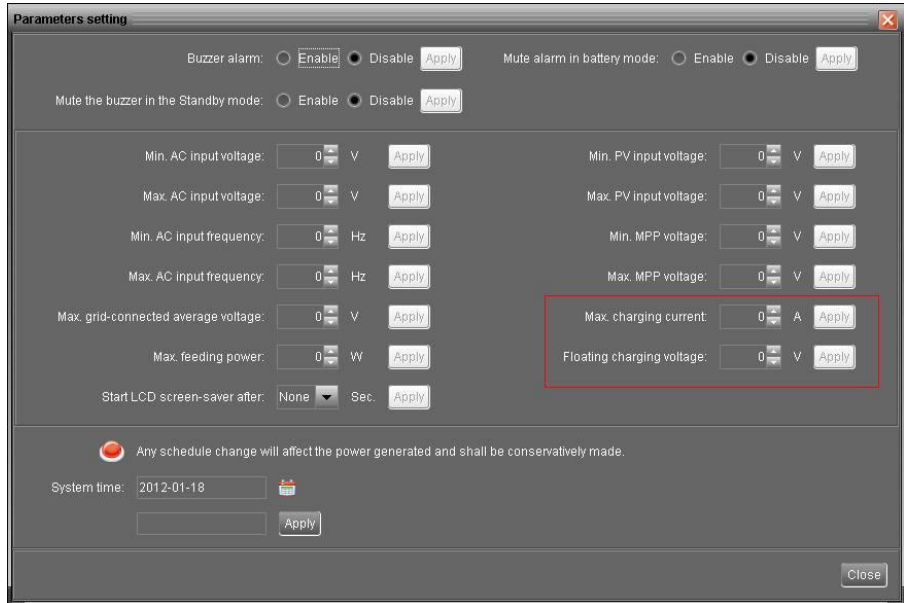 Parameters setting
Buzzer alarm: Enable Disable Apply Mute alarm in battery mode: Enable Disable Apply
Mute the buzzer in the Standby mode: Enable Disable Apply
Min. AC input voltage: 0 V Apply Min. PV input voltage: 0 V Apply
Max. AC input voltage: 0 V Apply Max. PV input voltage: 0 V Apply
Min. AC input frequency: 0 Hz Apply Min. MPP voltage: 0 V Apply
Max. AC input frequency: 0 Hz Apply Max. MPP voltage: 0 V Apply
Max. grid-connected average voltage: 0 V Apply Max. charging current: 0 A Apply
Max. feeding power: 0 W Apply Floating charging voltage: 0 V Apply
Start LCD screen-saver after: None Sec. Apply
Any schedule change will affect the power generated and shall be conservatively made.
System time: 2012-01-18
Apply
Close